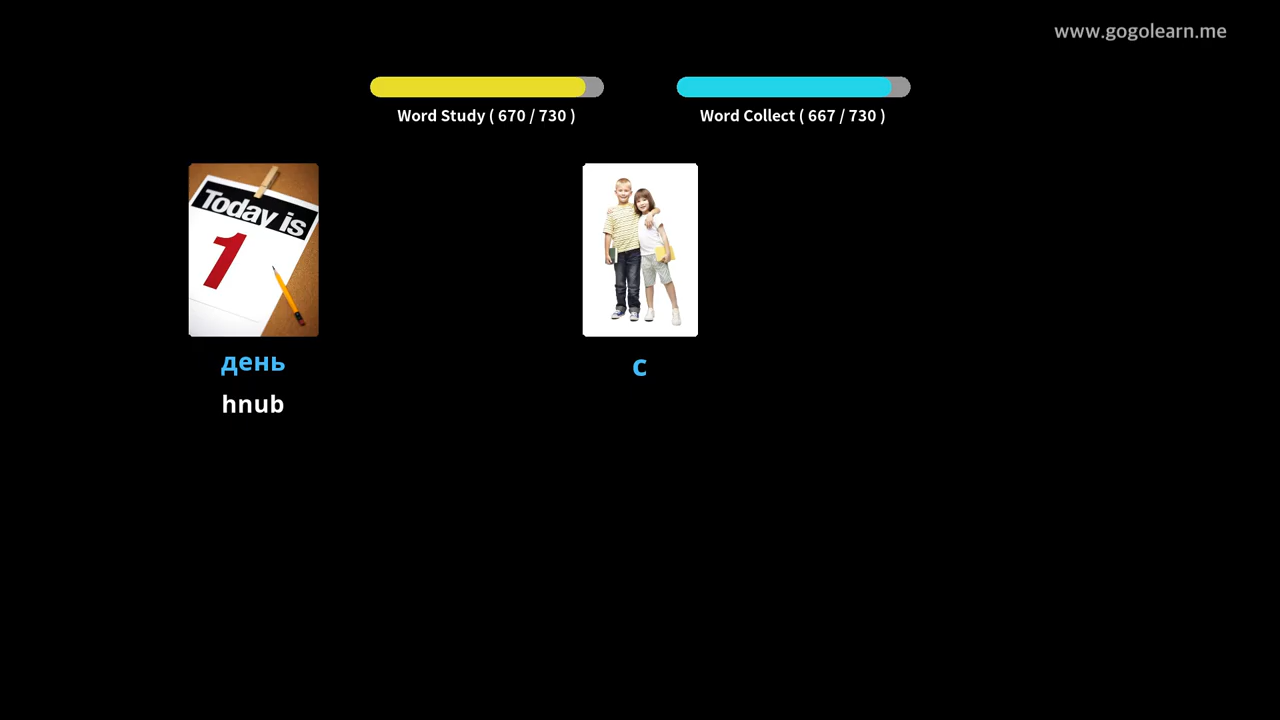 www.gogolearn.me
Word Study ( 670 / 730 )
Word Collect ( 667 / 730 )
Today is
1
день
hnub
с